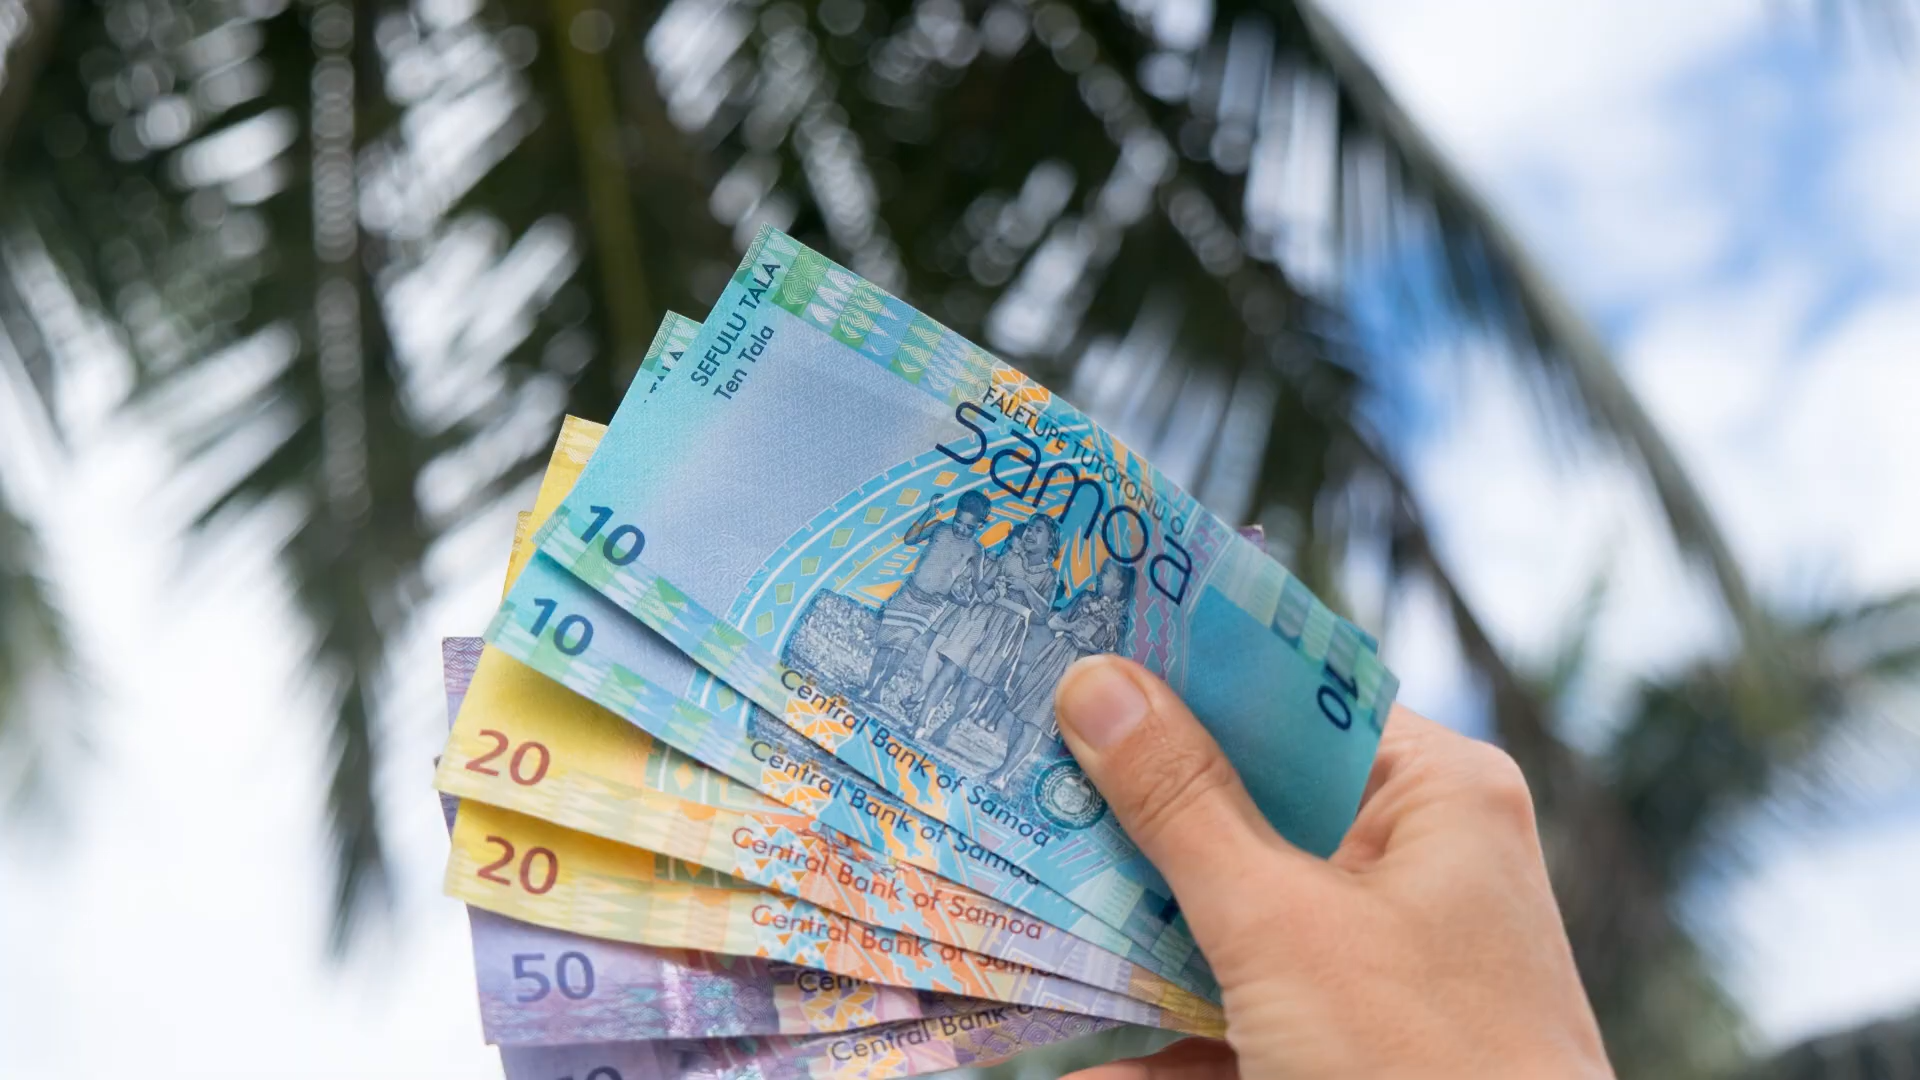 SEFULU TALA
Ten Tala
FALETUPE TUTOTONU O
samoa
10
10
Central Bank of Samoa
TALA
10
Central Bank of Samoa
20
Central Bank of Samoa
20
Central Bank of Samoa
50
Central Bank